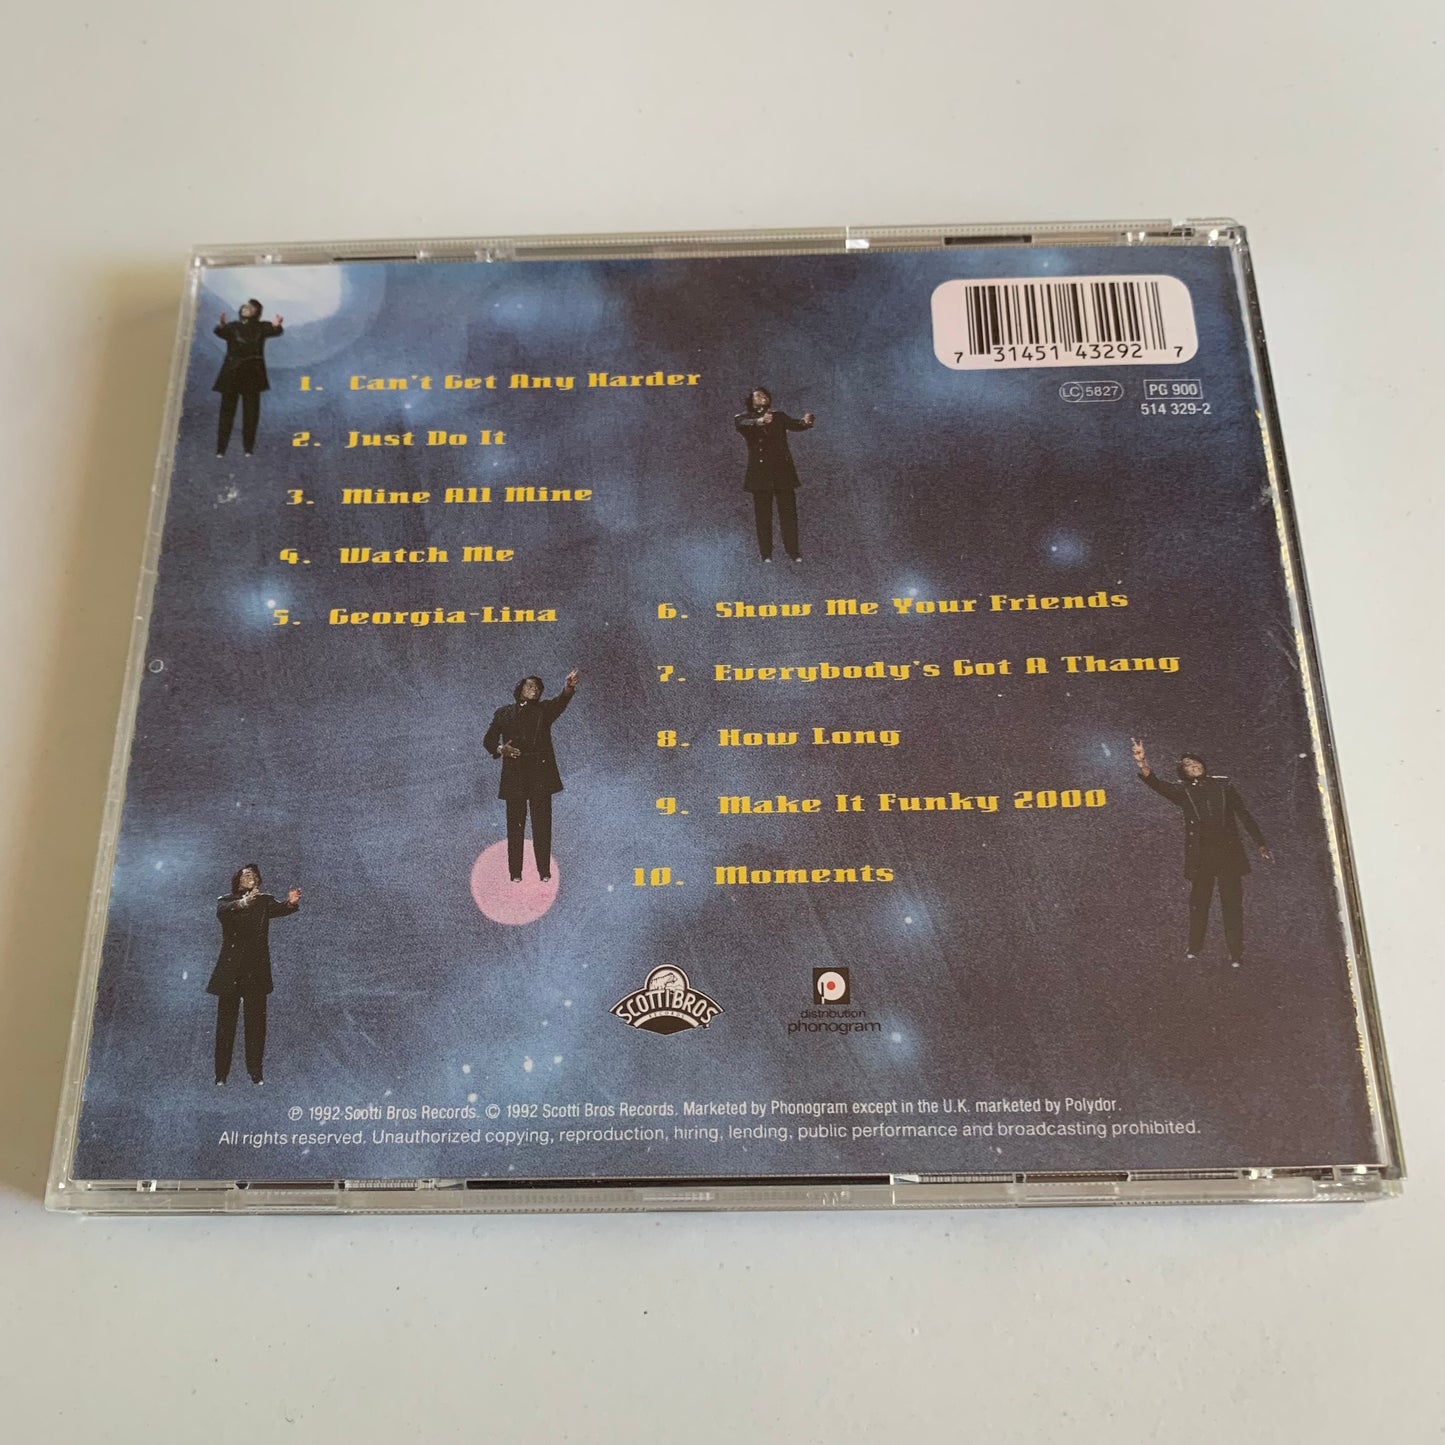 7 31451 43292 7
LC 5827
PG 900
514 329-2
1. Can't Get Any Harder
2. Just Do It
3. Mine All Mine
4. Watch Me
5. Georgia-Lina
6. Show Me Your Friends
7. Everybody's Got A Thang
8. How Long
9. Make It Funky 2000
10. Moments
SCOTTI BROS
RECORDS
distribution
phonogram
℗ 1992 Scotti Bros Records. © 1992 Scotti Bros Records. Marketed by Phonogram except in the U.K. marketed by Polydor.
All rights reserved. Unauthorized copying, reproduction, hiring, lending, public performance and broadcasting prohibited.